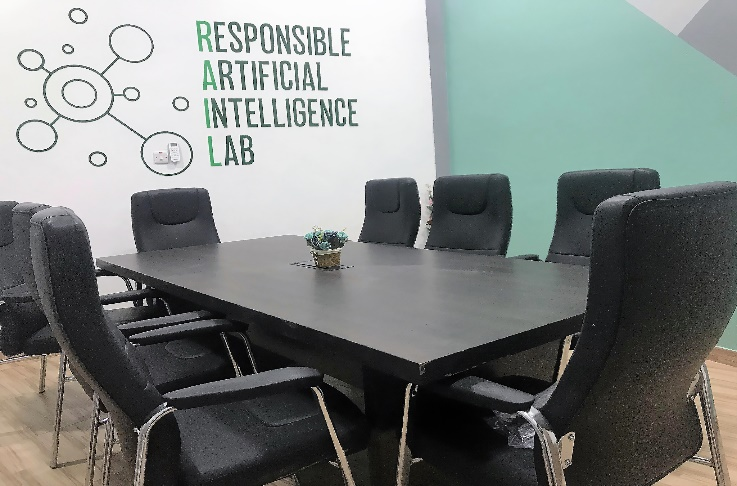 RESPONSIBLE
ARTIFICIAL
INTELLIGENCE
LAB